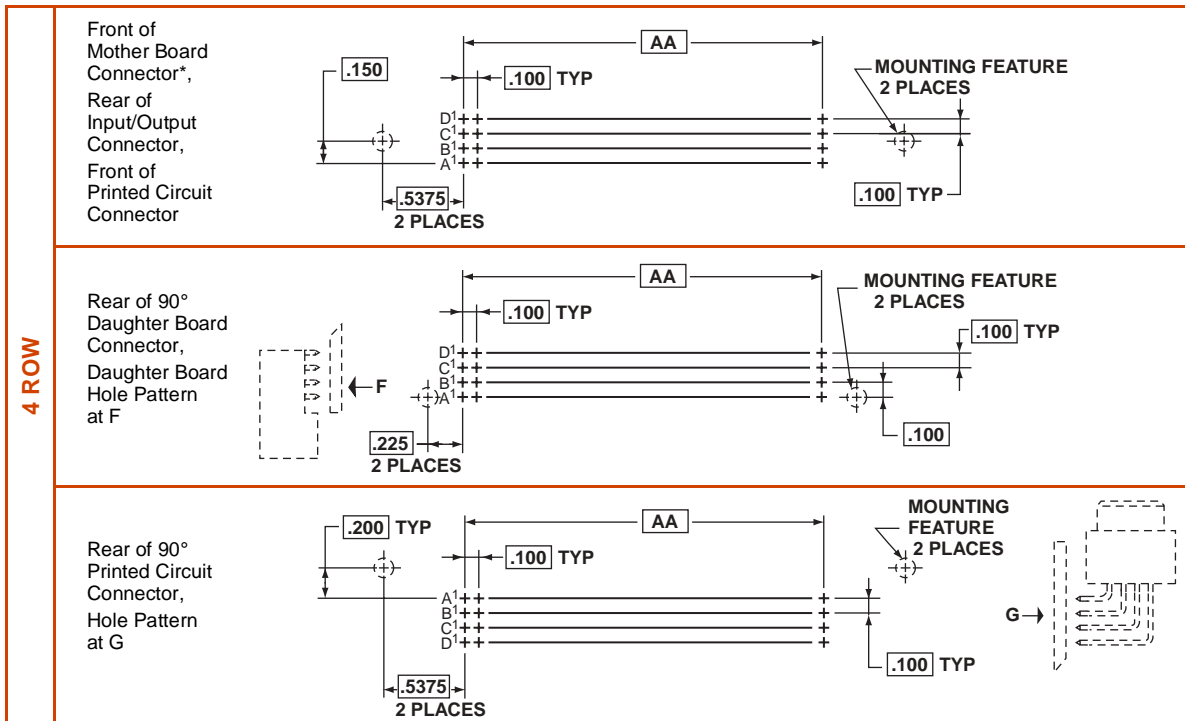 4 ROW
Front of
Mother Board
Connector*,
Rear of
Input/Output
Connector,
Front of
Printed Circuit
Connector
AA
.150
.100 TYP
MOUNTING FEATURE
2 PLACES
D1
C1
B1
A1
.5375
2 PLACES
.100 TYP
Rear of 90°
Daughter Board
Connector,
Daughter Board
Hole Pattern
at F
F
AA
.100 TYP
MOUNTING FEATURE
2 PLACES
.100 TYP
D1
C1
B1
A1
.225
2 PLACES
.100
Rear of 90°
Printed Circuit
Connector,
Hole Pattern
at G
.200 TYP
AA
.100 TYP
MOUNTING
FEATURE
2 PLACES
A1
B1
C1
D1
G
.100 TYP
.5375
2 PLACES